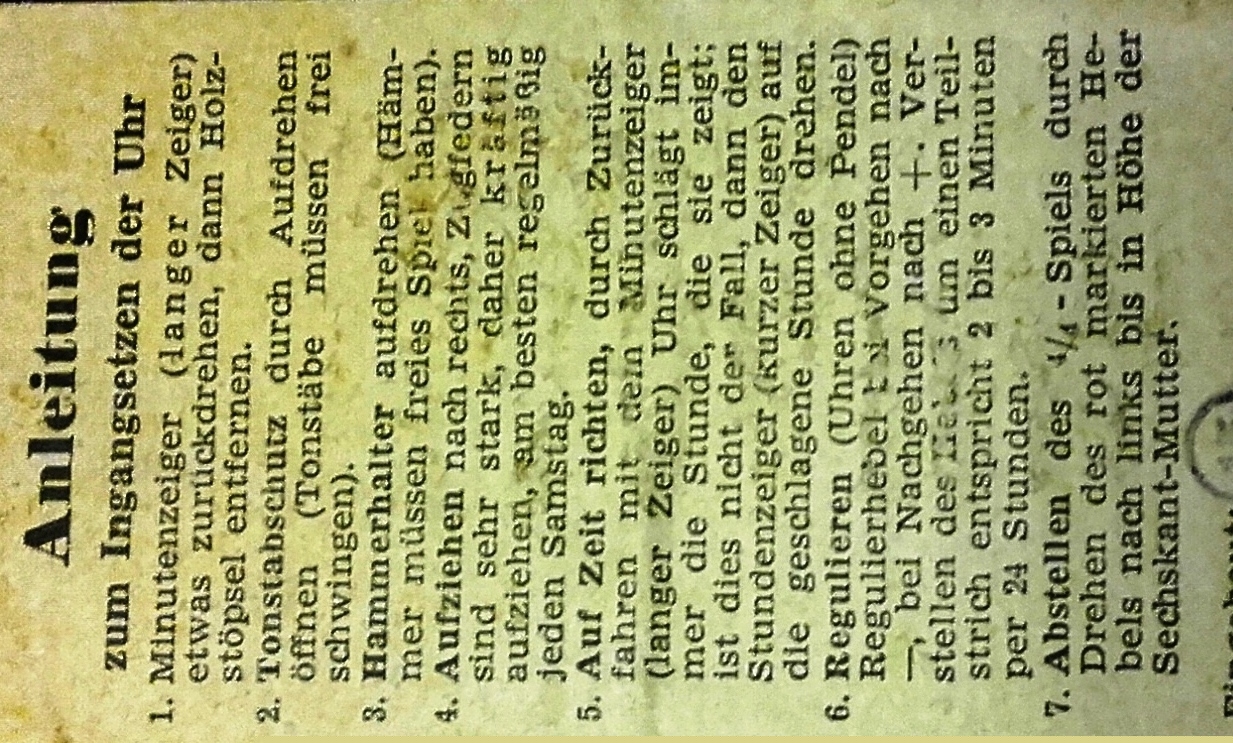 Anleitung
zum Ingangsetzen der Uhr
1. Minutenzeiger (langer Zeiger)
etwas zurückdrehen, dann Holz-
stöpsel entfernen.
2. Tonstabschutz durch Aufdrehen
öffnen (Tonstäbe müssen frei
schwingen).
3. Hammerhalter aufdrehen (Häm-
mer müssen freies Spiel haben).
4. Aufziehen nach rechts, Zugfedern
sind sehr stark, daher kräftig
aufziehen, am besten regelmäßig
jeden Samstag.
5. Auf Zeit richten, durch Zurück-
fahren mit dem Minutenzeiger
(langer Zeiger) Uhr schlägt im-
mer die Stunde, die sie zeigt;
ist dies nicht der Fall, dann den
Stundenzeiger (kurzer Zeiger) auf
die geschlagene Stunde drehen.
6. Regulieren (Uhren ohne Pendel)
Regulierhebel bei Vorgehen nach
—, bei Nachgehen nach +. Ver-
stellen des um einen Teil-
strich entspricht 2 bis 3 Minuten
per 24 Stunden.
7. Abstellen des 4/4 - Spiels durch
Drehen des rot markierten He-
bels nach links bis in Höhe der
Sechskant-Mutter.